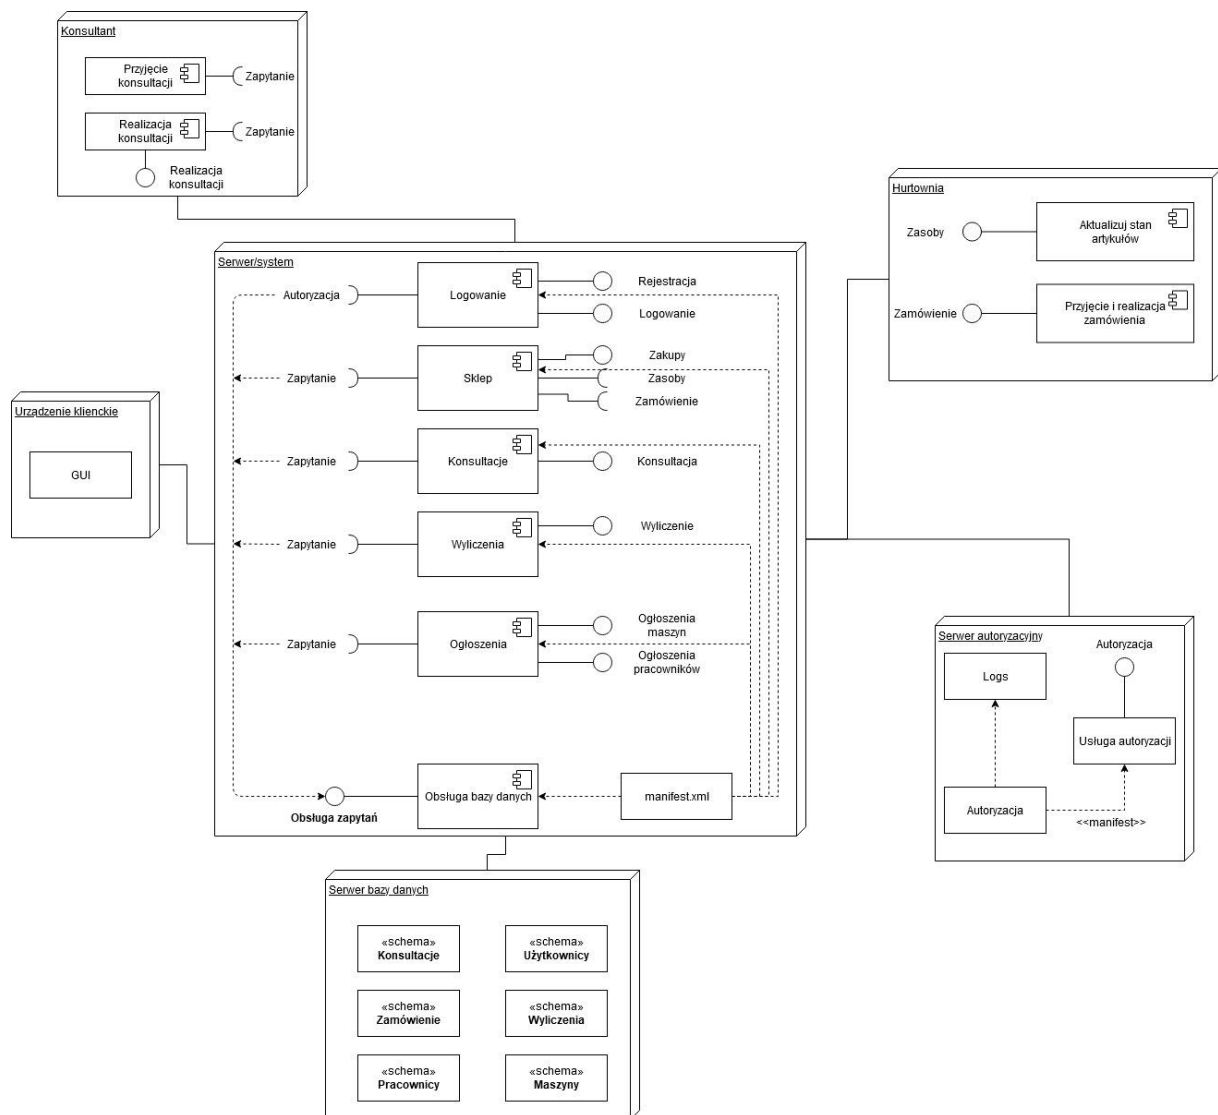 Konsultant
Przyjęcie
konsultacji
Zapytanie
Realizacja
konsultacji
Zapytanie
Realizacja
konsultacji
Hurtownia
Zasoby
Aktualizuj stan
artykułów
Zamówienie
Przyjęcie i realizacja
zamówienia
Serwer/system
Autoryzacja
Logowanie
Rejestracja
Logowanie
Zapytanie
Sklep
Zakupy
Zasoby
Zamówienie
Zapytanie
Konsultacje
Konsultacja
Zapytanie
Wyliczenia
Wyliczenie
Zapytanie
Ogłoszenia
Ogłoszenia
maszyn
Ogłoszenia
pracowników
Obsługa zapytań
Obsługa bazy danych
manifest.xml
Urządzenie klienckie
GUI
Serwer autoryzacyjny
Logs
Autoryzacja
Usługa autoryzacji
Autoryzacja
<<manifest>>
Serwer bazy danych
«schema»
Konsultacje
«schema»
Użytkownicy
«schema»
Zamówienie
«schema»
Wyliczenia
«schema»
Pracownicy
«schema»
Maszyny